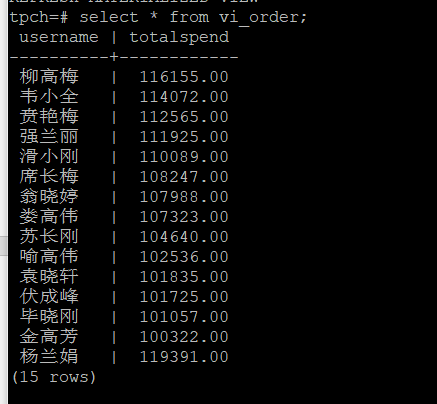 REFRESH MATERIALIZED VIEW
tpch=# select * from vi_order;
username | totalspend
----------+------------
柳高梅 | 116155.00
韦小全 | 114072.00
贲艳梅 | 112565.00
强兰丽 | 111925.00
滑小刚 | 110089.00
席长梅 | 108247.00
翁晓婷 | 107988.00
娄高伟 | 107323.00
苏长刚 | 104640.00
喻高伟 | 102536.00
袁晓轩 | 101835.00
伏成峰 | 101725.00
毕晓刚 | 101057.00
金高芳 | 100322.00
杨兰娟 | 119391.00
(15 rows)